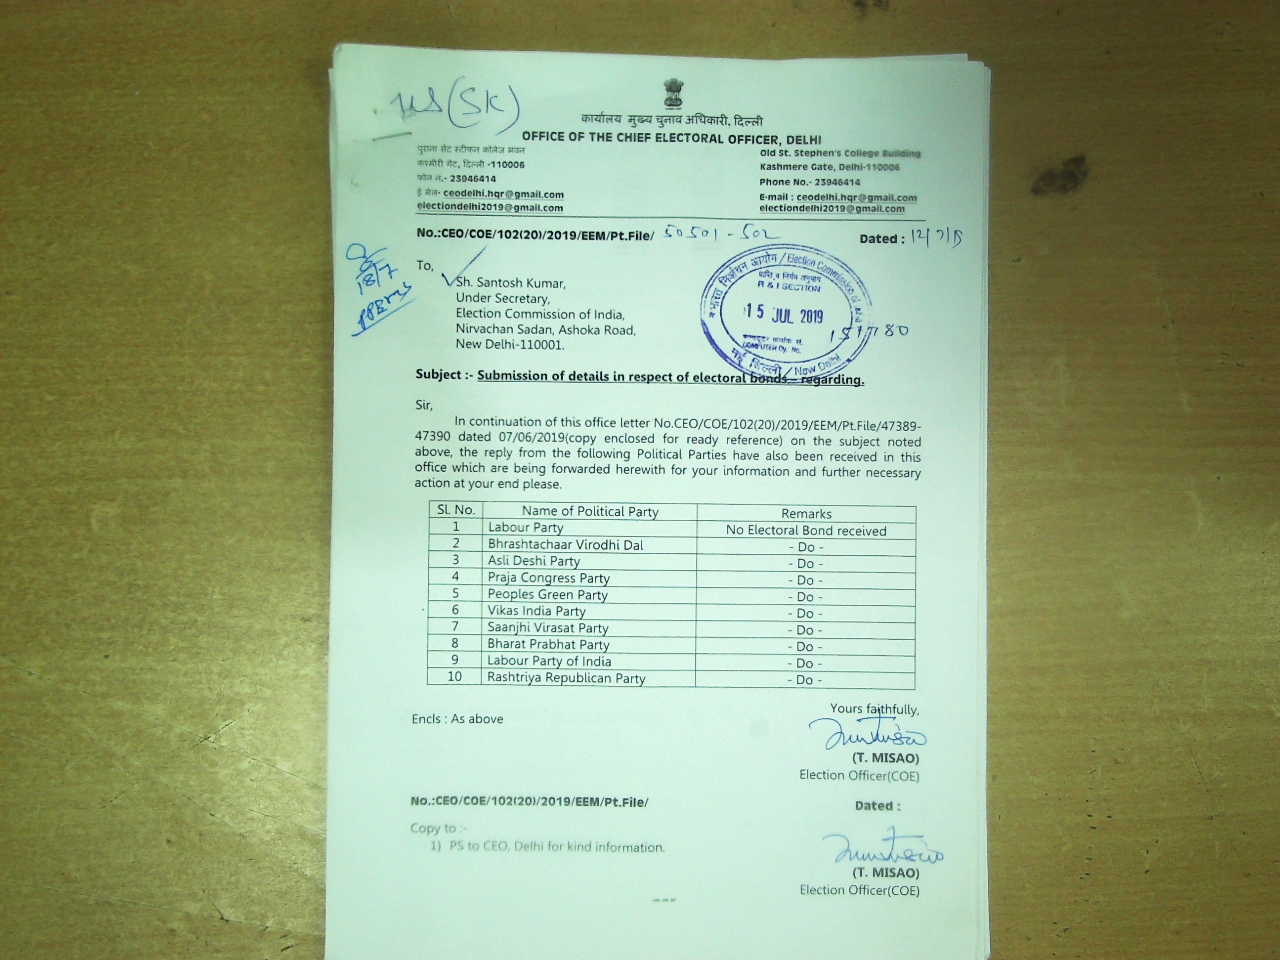 US (SK)
कार्यालय मुख्य चुनाव अधिकारी, दिल्ली
OFFICE OF THE CHIEF ELECTORAL OFFICER, DELHI
पुराना सेंट स्टीफन कॉलेज भवन
कश्मीरी गेट, दिल्ली -110006
फोन नं.- 23946414
ई मेल- ceodelhi.hqr@gmail.com
electiondelhi2019@gmail.com
Old St. Stephen's College Building
Kashmere Gate, Delhi-110006
Phone No.- 23946414
E-mail : ceodelhi.hqr@gmail.com
electiondelhi2019@gmail.com
No.:CEO/COE/102(20)/2019/EEM/Pt.File/ 50501-502
Dated : 12/7/19
18/7
To,
Sh. Santosh Kumar,
Under Secretary,
Election Commission of India,
Nirvachan Sadan, Ashoka Road,
New Delhi-110001.
भारत निर्वाचन आयोग / Election Commission of India
प्राप्ति व निर्गम अनुभाग
R & I SECTION
15 JUL 2019
COMPUTER Dy. No.
नई दिल्ली / New Delhi
Subject :- Submission of details in respect of electoral bonds – regarding.
Sir,
In continuation of this office letter No.CEO/COE/102(20)/2019/EEM/Pt.File/47389-
47390 dated 07/06/2019(copy enclosed for ready reference) on the subject noted
above, the reply from the following Political Parties have also been received in this
office which are being forwarded herewith for your information and further necessary
action at your end please.
Sl. No. Name of Political Party Remarks
1 Labour Party No Electoral Bond received
2 Bhrashtachaar Virodhi Dal - Do -
3 Asli Deshi Party - Do -
4 Praja Congress Party - Do -
5 Peoples Green Party - Do -
6 Vikas India Party - Do -
7 Saanjhi Virasat Party - Do -
8 Bharat Prabhat Party - Do -
9 Labour Party of India - Do -
10 Rashtriya Republican Party - Do -
Yours faithfully,
Encls : As above
(T. MISAO)
Election Officer(COE)
No.:CEO/COE/102(20)/2019/EEM/Pt.File/
Dated :
Copy to :-
1) PS to CEO, Delhi for kind information.
(T. MISAO)
Election Officer(COE)